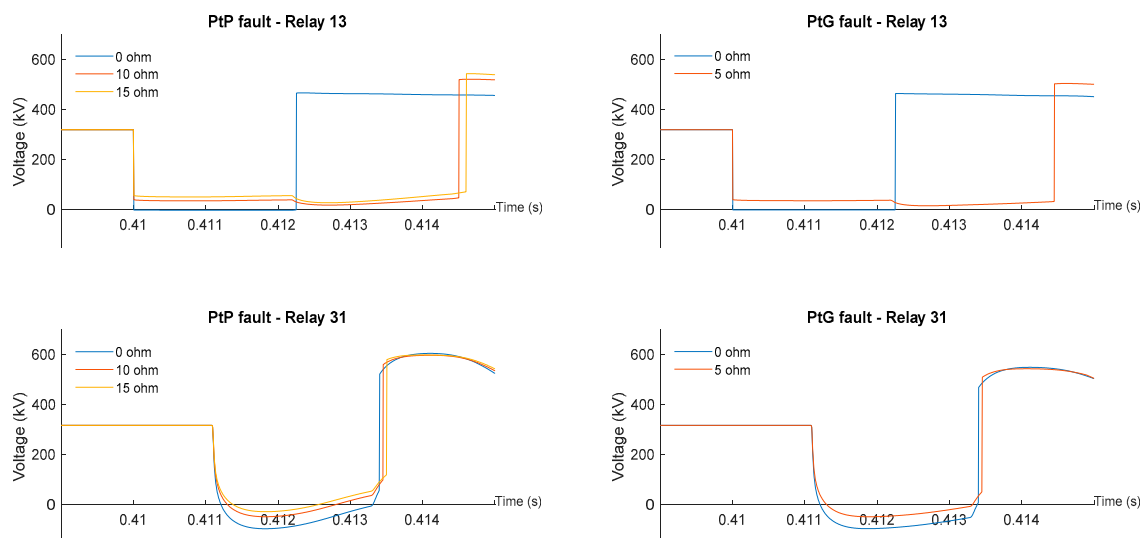 PtP fault - Relay 13
600
400
200
0
Voltage (kV)
0 ohm
10 ohm
15 ohm
0.41
0.411
0.412
0.413
0.414
Time (s)
PtG fault - Relay 13
600
400
200
0
Voltage (kV)
0 ohm
5 ohm
0.41
0.411
0.412
0.413
0.414
Time (s)
PtP fault - Relay 31
600
400
200
0
Voltage (kV)
0 ohm
10 ohm
15 ohm
0.41
0.411
0.412
0.413
0.414
Time (s)
PtG fault - Relay 31
600
400
200
0
Voltage (kV)
0 ohm
5 ohm
0.41
0.411
0.412
0.413
0.414
Time (s)